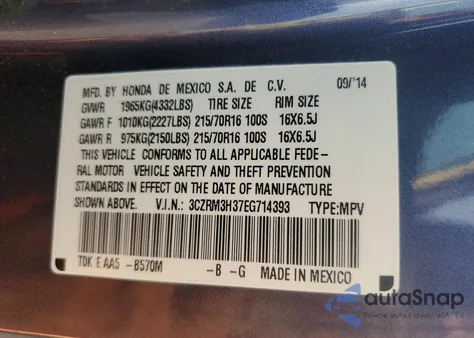 MFD. BY HONDA DE MEXICO S.A. DE C.V. 09/'14
GVWR 1965KG(4332LBS) TIRE SIZE RIM SIZE
GAWR F 1010KG(2227LBS) 215/70R16 100S 16X6.5J
GAWR R 975KG(2150LBS) 215/70R16 100S 16X6.5J
THIS VEHICLE CONFORMS TO ALL APPLICABLE FEDE-
RAL MOTOR VEHICLE SAFETY AND THEFT PREVENTION
STANDARDS IN EFFECT ON THE DATE OF MANUFACTURE
SHOWN ABOVE. V.I.N.: 3CZRM3H37EG714393 TYPE:MPV
TDK E AA5 -B570M -B -G MADE IN MEXICO
autoSnap